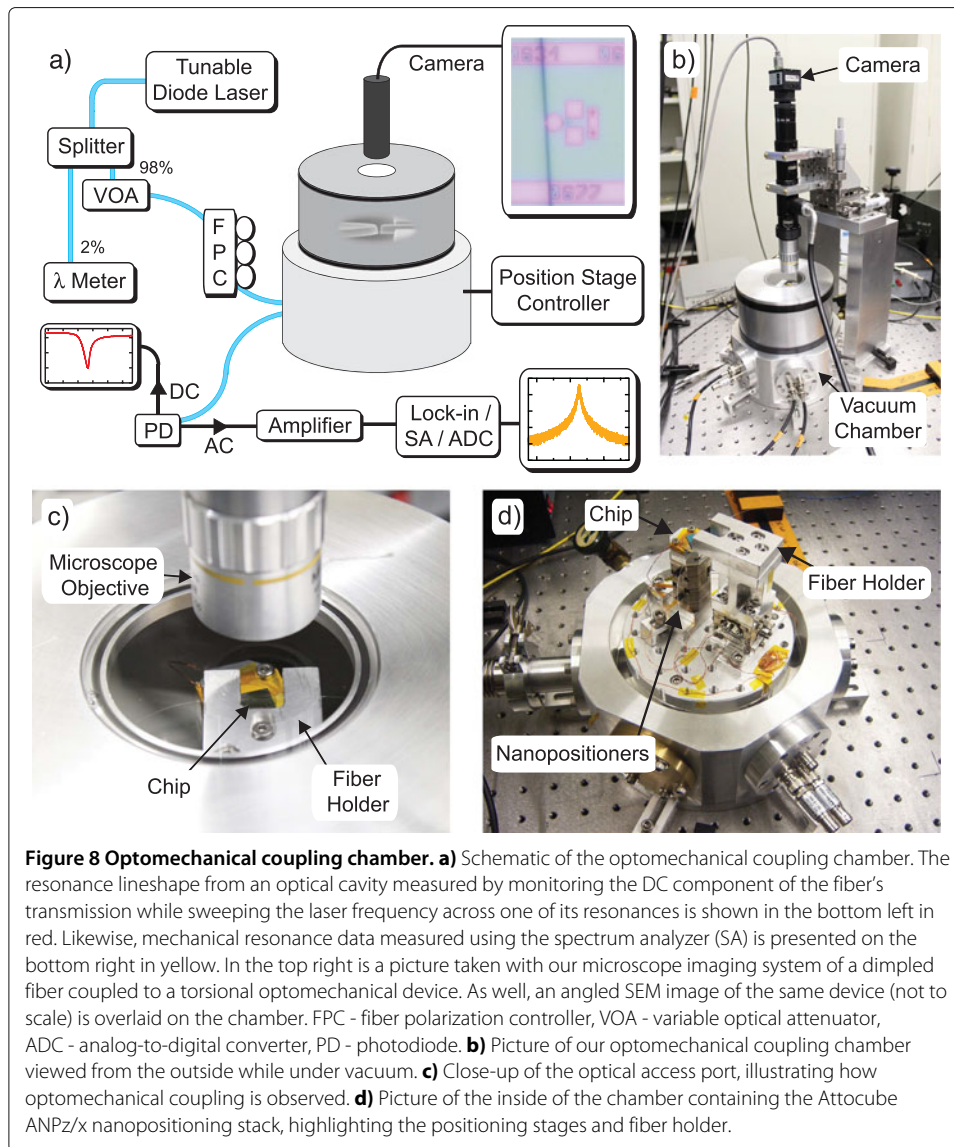 a)
Tunable
Diode Laser
Camera
Splitter
98%
VOA
2%
F
P
C
λ Meter
Position Stage
Controller
DC
PD
AC
Amplifier
Lock-in /
SA / ADC
b)
Camera
Vacuum
Chamber
c)
Microscope
Objective
Chip
Fiber
Holder
d)
Chip
Fiber Holder
Nanopositioners
Figure 8 Optomechanical coupling chamber. a) Schematic of the optomechanical coupling chamber. The
resonance lineshape from an optical cavity measured by monitoring the DC component of the fiber's
transmission while sweeping the laser frequency across one of its resonances is shown in the bottom left in
red. Likewise, mechanical resonance data measured using the spectrum analyzer (SA) is presented on the
bottom right in yellow. In the top right is a picture taken with our microscope imaging system of a dimpled
fiber coupled to a torsional optomechanical device. As well, an angled SEM image of the same device (not to
scale) is overlaid on the chamber. FPC - fiber polarization controller, VOA - variable optical attenuator,
ADC - analog-to-digital converter, PD - photodiode. b) Picture of our optomechanical coupling chamber
viewed from the outside while under vacuum. c) Close-up of the optical access port, illustrating how
optomechanical coupling is observed. d) Picture of the inside of the chamber containing the Attocube
ANPz/x nanopositioning stack, highlighting the positioning stages and fiber holder.